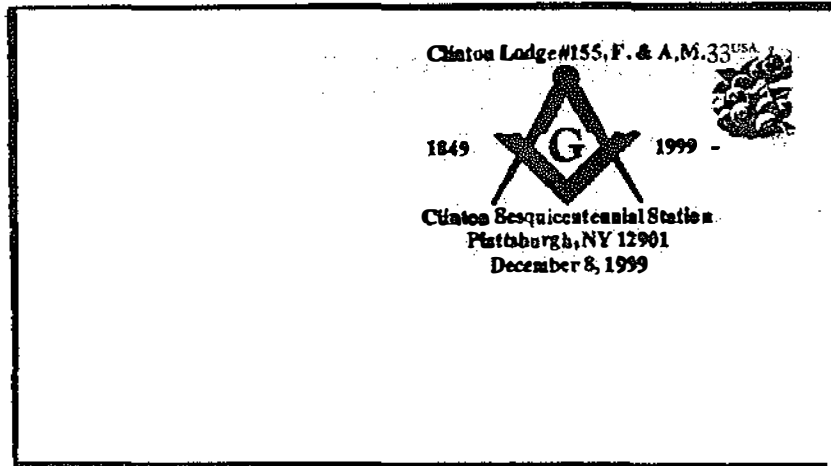 Clinton Lodge #155, F. & A.M. 33USA
G
1849 1999
Clinton Sesquicentennial Station
Plattsburgh, NY 12901
December 8, 1999